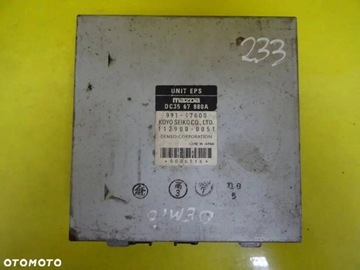 233
UNIT EPS
mazda
DC35 67 880A
991-07600
KOYO SEIKO CO., LTD.
112900-0051
DENSO CORPORATION
MADE IN JAPAN
DEMIO
OTOMOTO